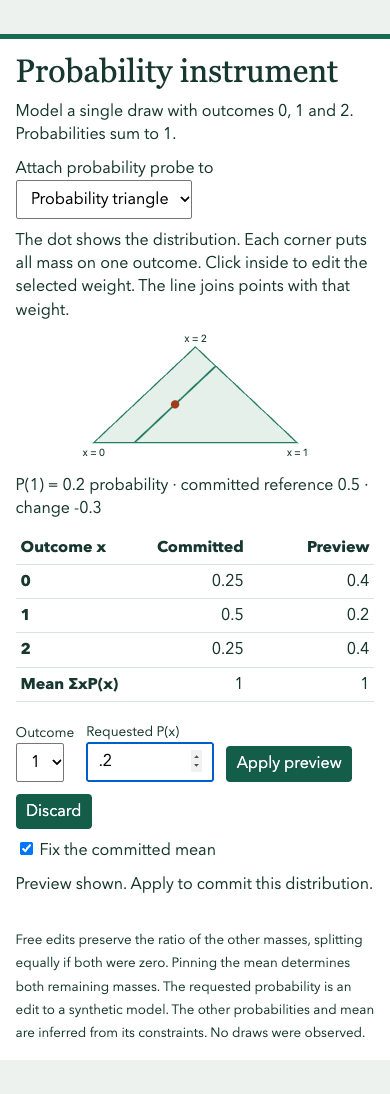 Probability instrument
Model a single draw with outcomes 0, 1 and 2.
Probabilities sum to 1.
Attach probability probe to
Probability triangle
The dot shows the distribution. Each corner puts
all mass on one outcome. Click inside to edit the
selected weight. The line joins points with that
weight.
x = 2
x = 0
x = 1
P(1) = 0.2 probability · committed reference 0.5 ·
change -0.3
Outcome x Committed Preview
0 0.25 0.4
1 0.5 0.2
2 0.25 0.4
Mean ΣxP(x) 1 1
Outcome Requested P(x)
1 .2 Apply preview
Discard
Fix the committed mean
Preview shown. Apply to commit this distribution.
Free edits preserve the ratio of the other masses, splitting
equally if both were zero. Pinning the mean determines
both remaining masses. The requested probability is an
edit to a synthetic model. The other probabilities and mean
are inferred from its constraints. No draws were observed.